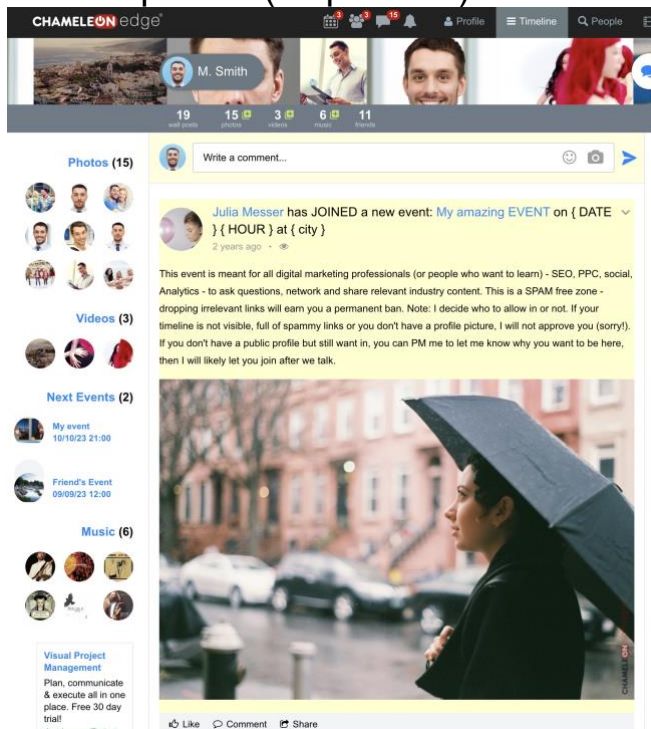 CHAMELEON edge
3 3 15 Profile Timeline People
M. Smith
19 15 3 6 11
wall posts photos videos music friends
Photos (15)
Write a comment...
Julia Messer has JOINED a new event: My amazing EVENT on { DATE
} { HOUR } at { city }
2 years ago
This event is meant for all digital marketing professionals (or people who want to learn) - SEO, PPC, social,
Analytics - to ask questions, network and share relevant industry content. This is a SPAM free zone -
dropping irrelevant links will earn you a permanent ban. Note: I decide who to allow in or not. If your
timeline is not visible, full of spammy links or you don't have a profile picture, I will not approve you (sorry!).
If you don't have a public profile but still want in, you can PM me to let me know why you want to be here,
then I will likely let you join after we talk.
Videos (3)
Next Events (2)
My event
10/10/23 21:00
Friend's Event
09/09/23 12:00
Music (6)
Visual Project
Management
Plan, communicate
& execute all in one
place. Free 30 day
trial!
CHAMELEON
Like Comment Share